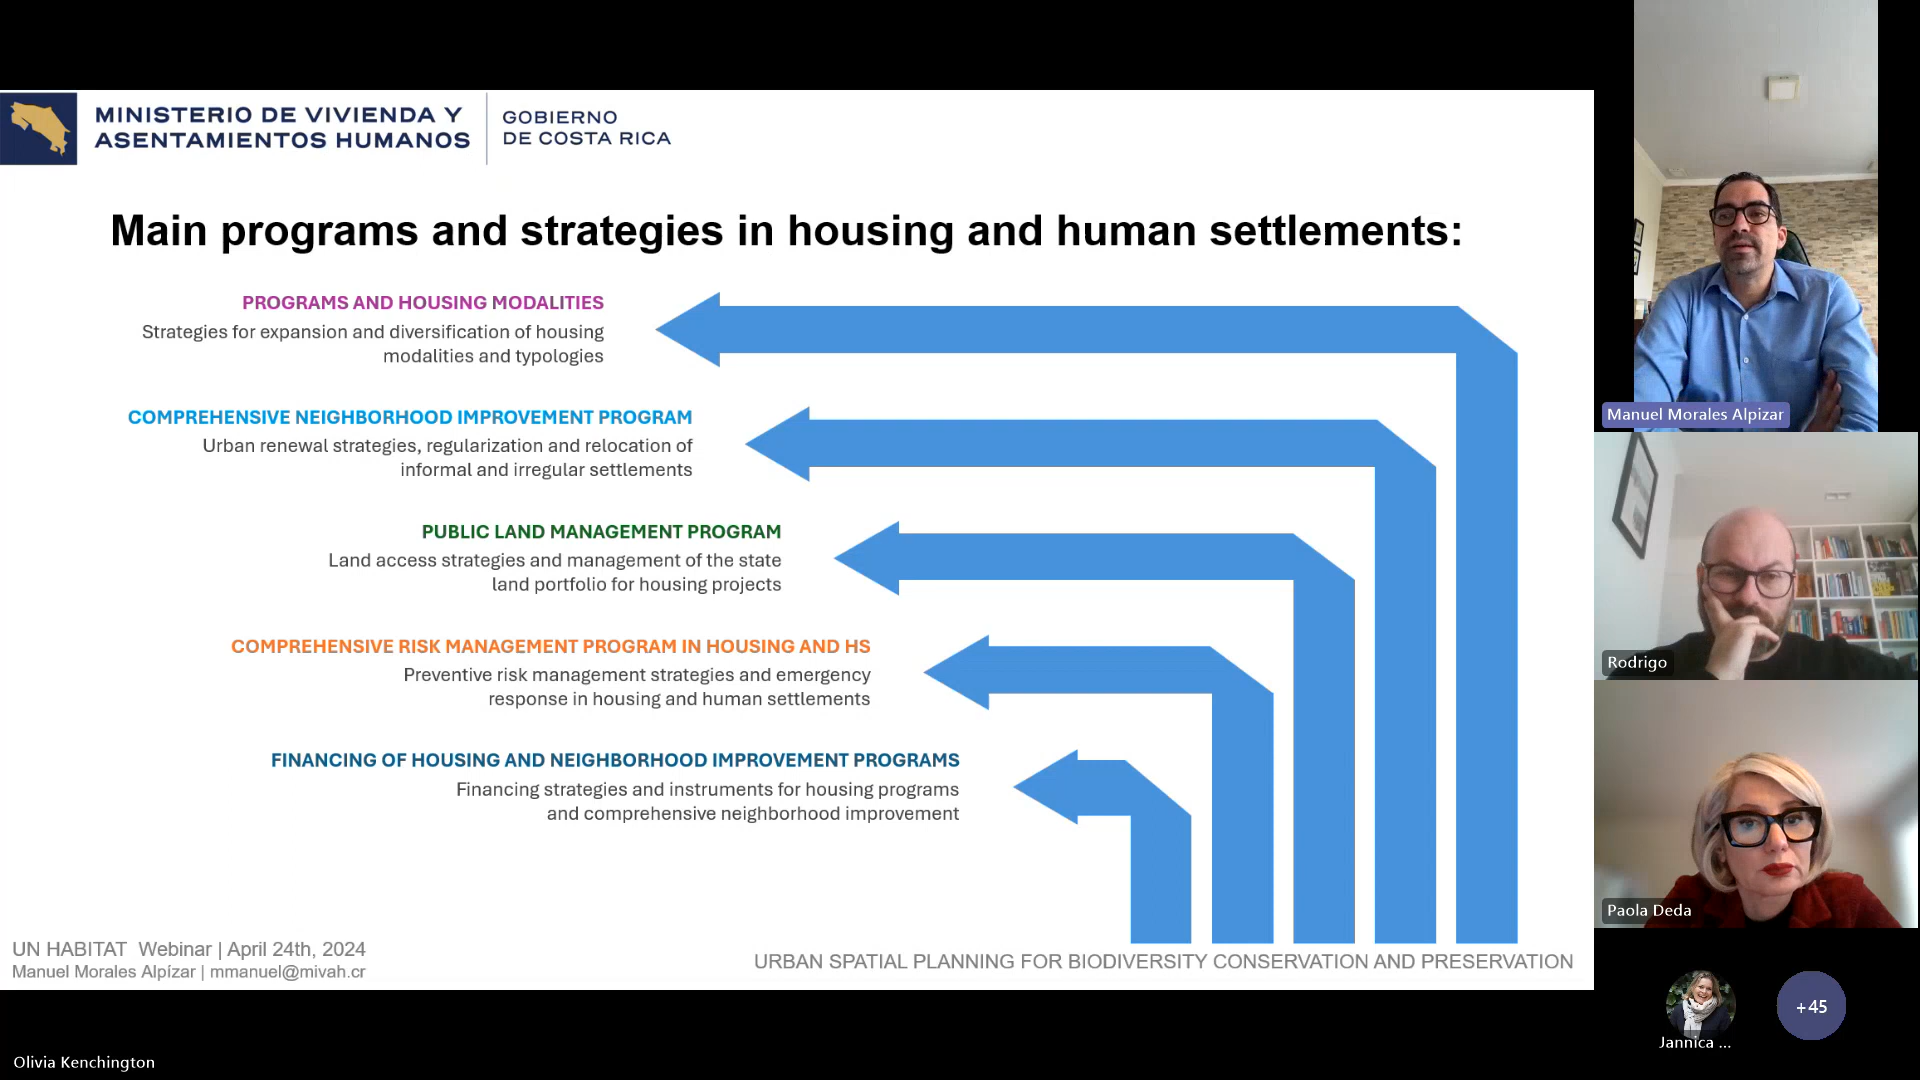 MINISTERIO DE VIVIENDA Y
ASENTAMIENTOS HUMANOS
GOBIERNO
DE COSTA RICA
Main programs and strategies in housing and human settlements:
PROGRAMS AND HOUSING MODALITIES
Strategies for expansion and diversification of housing
modalities and typologies
COMPREHENSIVE NEIGHBORHOOD IMPROVEMENT PROGRAM
Urban renewal strategies, regularization and relocation of
informal and irregular settlements
PUBLIC LAND MANAGEMENT PROGRAM
Land access strategies and management of the state
land portfolio for housing projects
COMPREHENSIVE RISK MANAGEMENT PROGRAM IN HOUSING AND HS
Preventive risk management strategies and emergency
response in housing and human settlements
FINANCING OF HOUSING AND NEIGHBORHOOD IMPROVEMENT PROGRAMS
Financing strategies and instruments for housing programs
and comprehensive neighborhood improvement
UN HABITAT Webinar | April 24th, 2024
Manuel Morales Alpízar | mmanuel@mivah.cr
URBAN SPATIAL PLANNING FOR BIODIVERSITY CONSERVATION AND PRESERVATION
Manuel Morales Alpizar
Rodrigo
Paola Deda
Jannica ...
+45
Olivia Kenchington